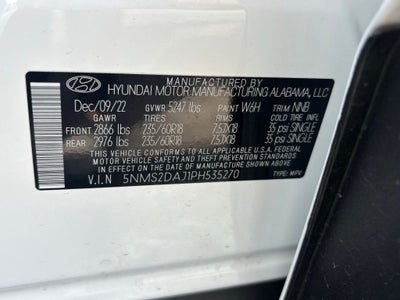 MANUFACTURED BY
HYUNDAI MOTOR MANUFACTURING ALABAMA, LLC
Dec/09/22 GVWR 5247 lbs PAINT W6H TRIM NNB
GAWR TIRES RIMS
FRONT 2866 lbs 235/60R18 7.5JX18 35 psi SINGLE
REAR 2976 lbs 235/60R18 7.5JX18 35 psi SINGLE
THIS VEHICLE CONFORMS TO ALL APPLICABLE U.S.A FEDERAL
MOTOR VEHICLE SAFETY, BUMPER, AND THEFT PREVENTION STANDARDS IN
EFFECT ON THE DATE OF MANUFACTURE SHOWN ABOVE.
V.I.N 5NMS2DAJ1PH535270 TYPE: MPV